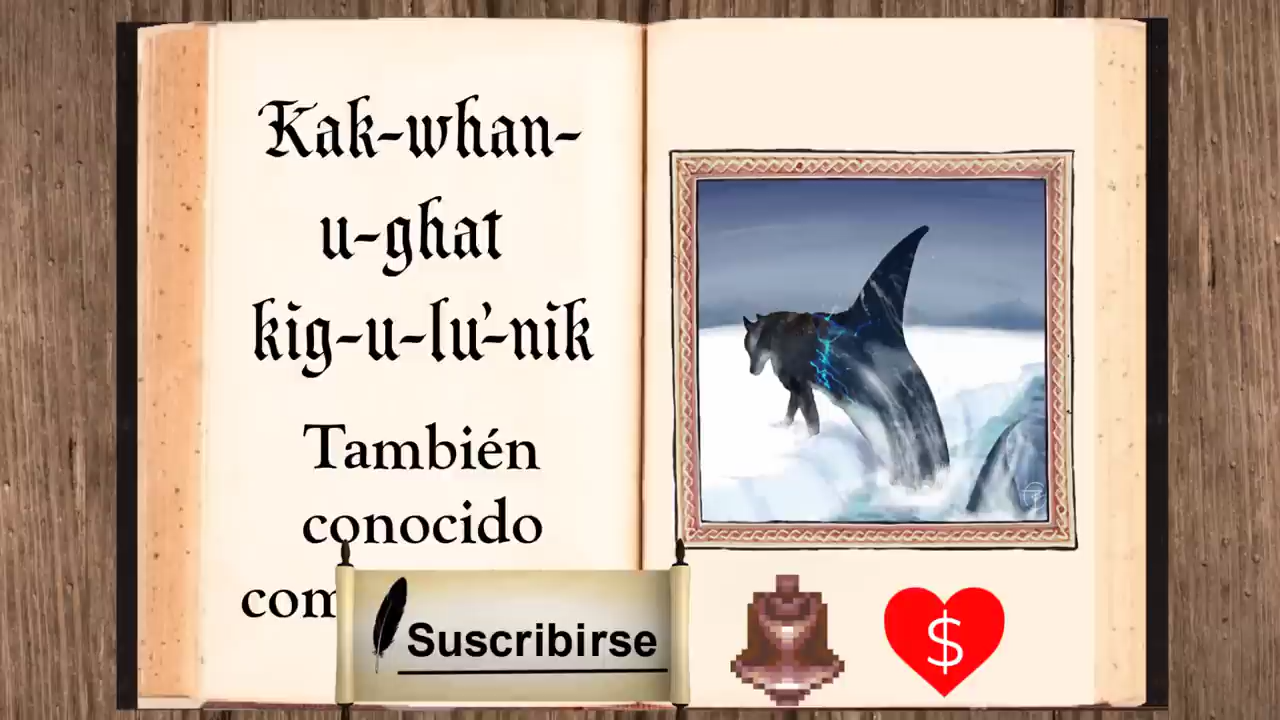 Kak-whan-
u-ghat
kig-u-lu'-nik
También
conocido
com
Suscribirse
$